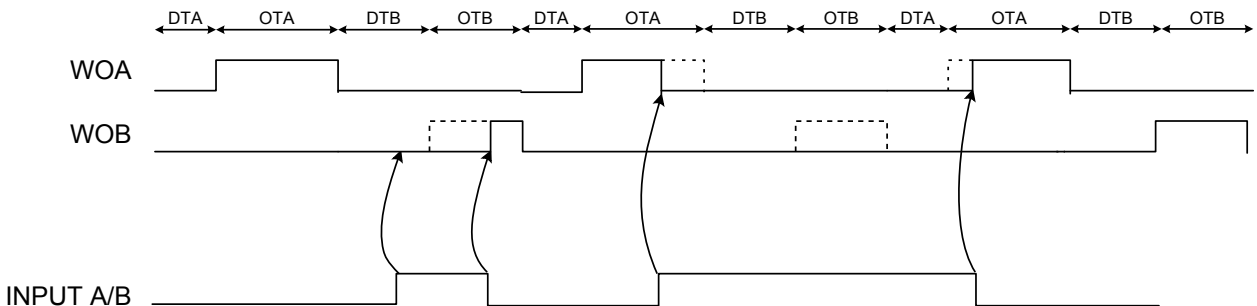 DTA OTA DTB OTB DTA OTA DTB OTB DTA OTA DTB OTB
WOA
WOB
INPUT A/B